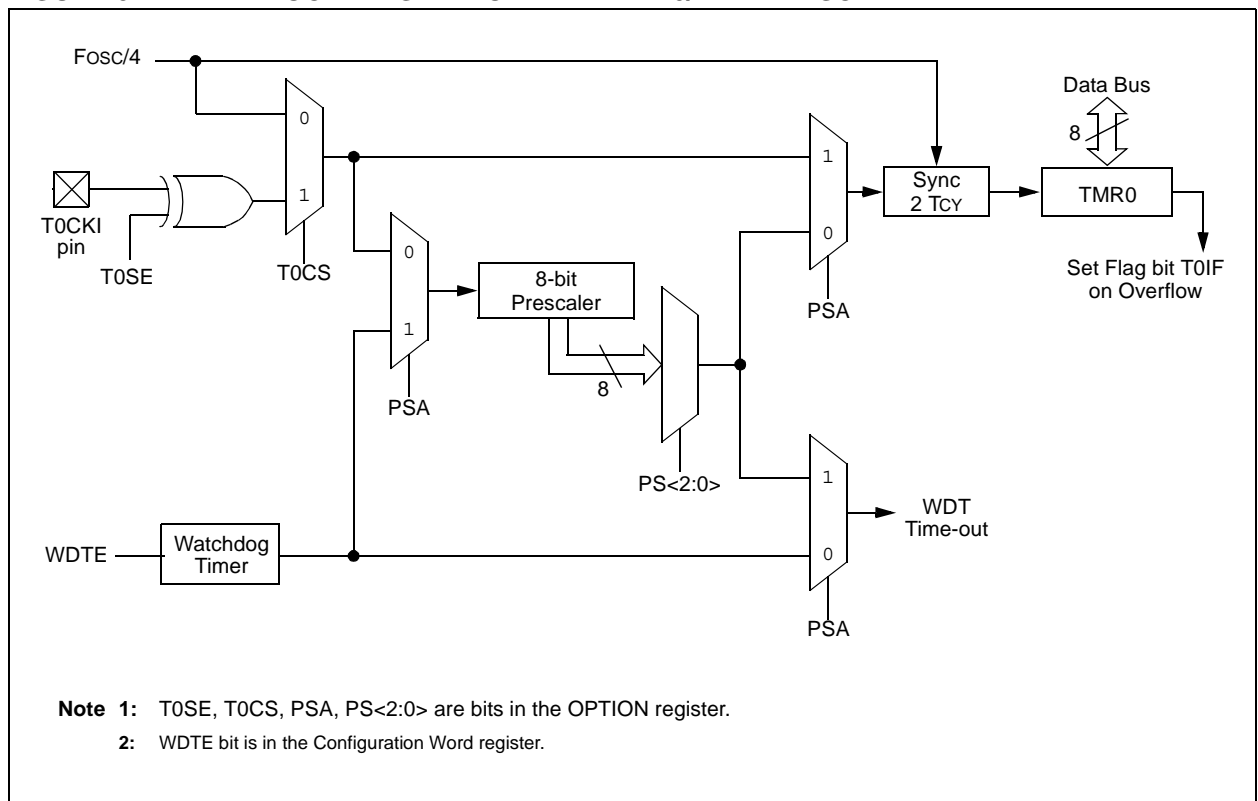 FOSC/4
Data Bus
8
0
1
T0CKI
pin
T0SE
T0CS
0
1
PSA
8-bit
Prescaler
8
PS<2:0>
1
0
PSA
Sync
2 TCY
TMR0
Set Flag bit T0IF
on Overflow
WDTE
Watchdog
Timer
1
0
PSA
WDT
Time-out
Note 1: T0SE, T0CS, PSA, PS<2:0> are bits in the OPTION register.
2: WDTE bit is in the Configuration Word register.